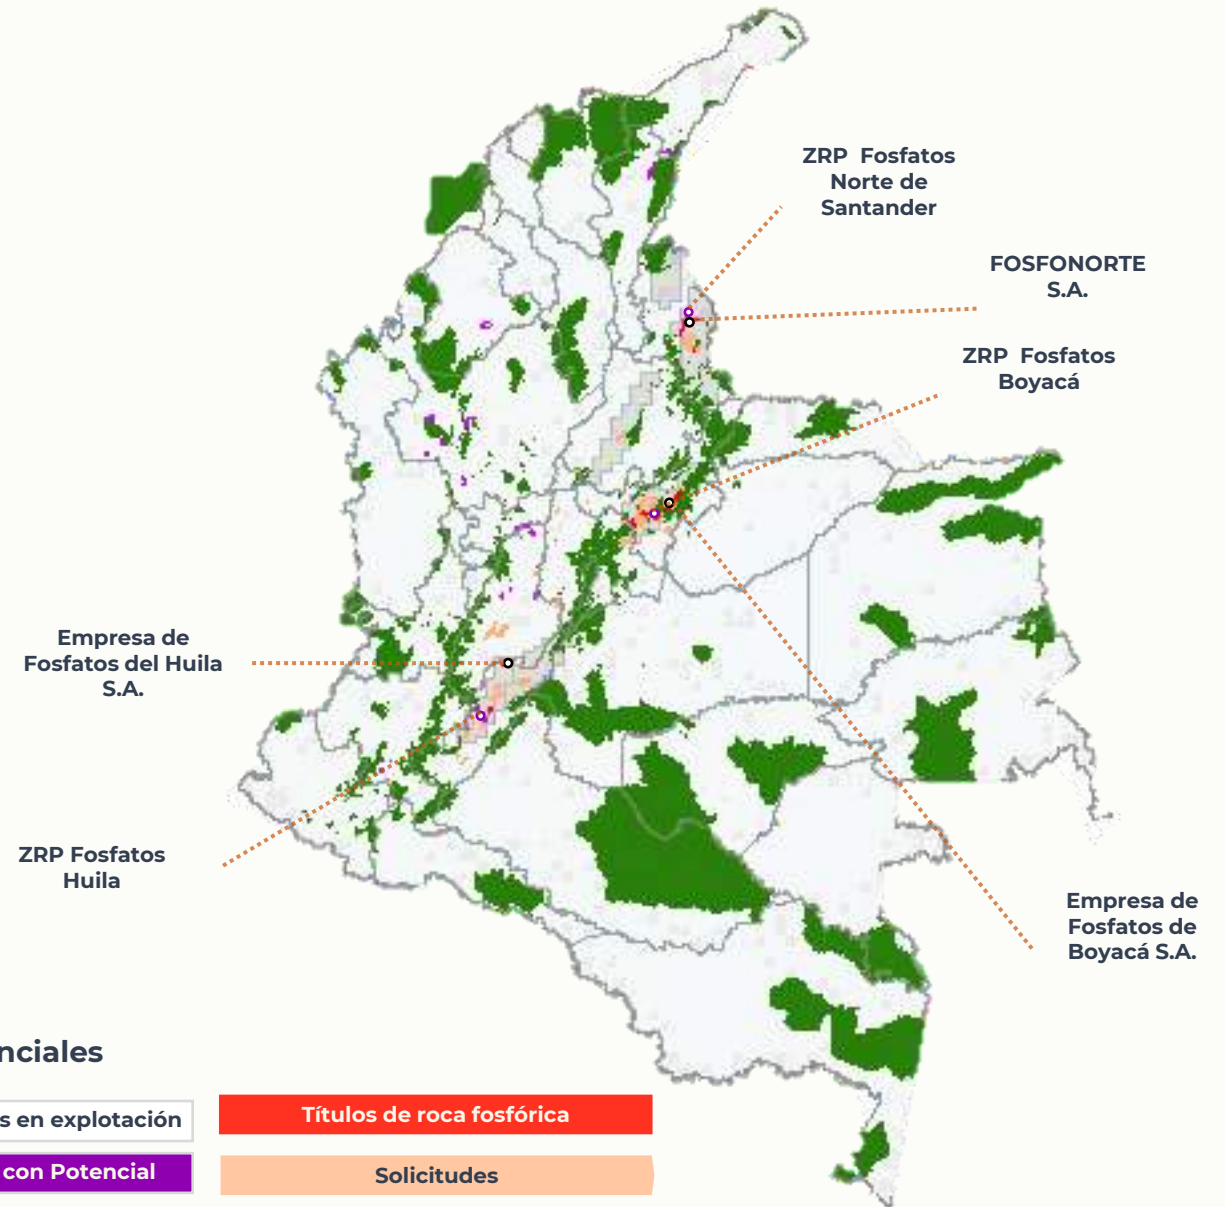 ZRP Fosfatos
Norte de
Santander
FOSFONORTE
S.A.
ZRP Fosfatos
Boyacá
Empresa de
Fosfatos del Huila
S.A.
ZRP Fosfatos
Huila
Empresa de
Fosfatos de
Boyacá S.A.
nciales
s en explotación
Títulos de roca fosfórica
con Potencial
Solicitudes